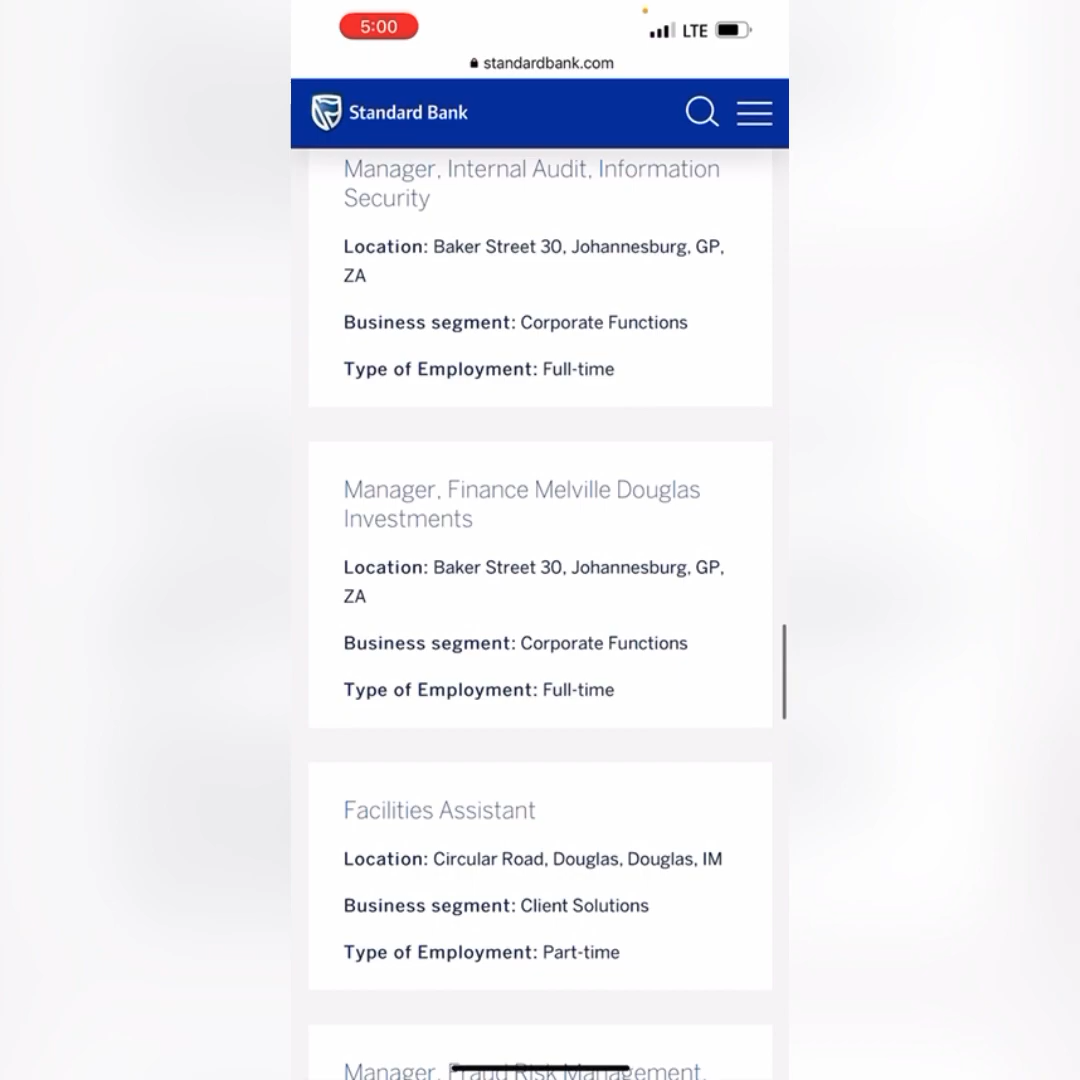 5:00
LTE
standardbank.com
Standard Bank
Manager, Internal Audit, Information
Security
Location: Baker Street 30, Johannesburg, GP,
ZA
Business segment: Corporate Functions
Type of Employment: Full-time
Manager, Finance Melville Douglas
Investments
Location: Baker Street 30, Johannesburg, GP,
ZA
Business segment: Corporate Functions
Type of Employment: Full-time
Facilities Assistant
Location: Circular Road, Douglas, Douglas, IM
Business segment: Client Solutions
Type of Employment: Part-time
Manager, Fraud Risk Management,